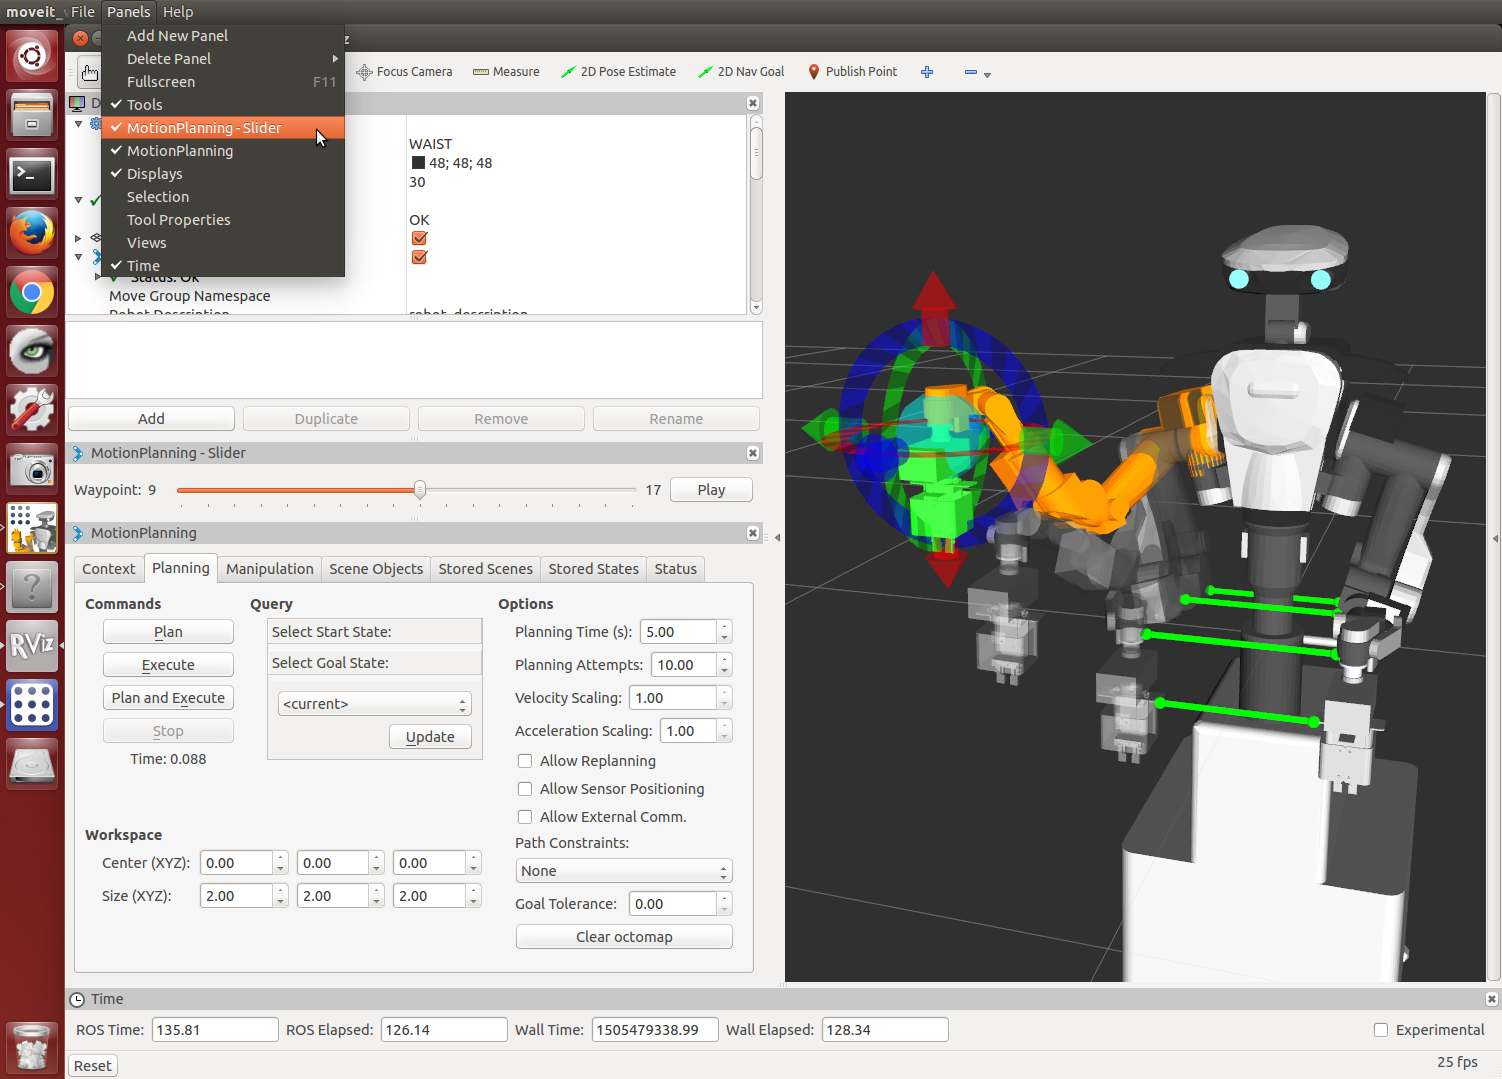 moveit_ File Panels Help
Add New Panel
Delete Panel
Fullscreen F11
Tools
MotionPlanning - Slider
MotionPlanning
Displays
Selection
Tool Properties
Views
Time
Focus Camera Measure 2D Pose Estimate 2D Nav Goal Publish Point
D
WAIST
48; 48; 48
30
OK
Status: Ok
Move Group Namespace
Robot Description robot_description
Add Duplicate Remove Rename
MotionPlanning - Slider
Waypoint: 9 17 Play
MotionPlanning
Context Planning Manipulation Scene Objects Stored Scenes Stored States Status
Commands
Plan
Execute
Plan and Execute
Stop
Time: 0.088
Query
Select Start State:
Select Goal State:
<current>
Update
Options
Planning Time (s): 5.00
Planning Attempts: 10.00
Velocity Scaling: 1.00
Acceleration Scaling: 1.00
Allow Replanning
Allow Sensor Positioning
Allow External Comm.
Path Constraints:
None
Goal Tolerance: 0.00
Clear octomap
Workspace
Center (XYZ): 0.00 0.00 0.00
Size (XYZ): 2.00 2.00 2.00
RViz
Time
ROS Time: 135.81 ROS Elapsed: 126.14 Wall Time: 1505479338.99 Wall Elapsed: 128.34 Experimental
Reset 25 fps